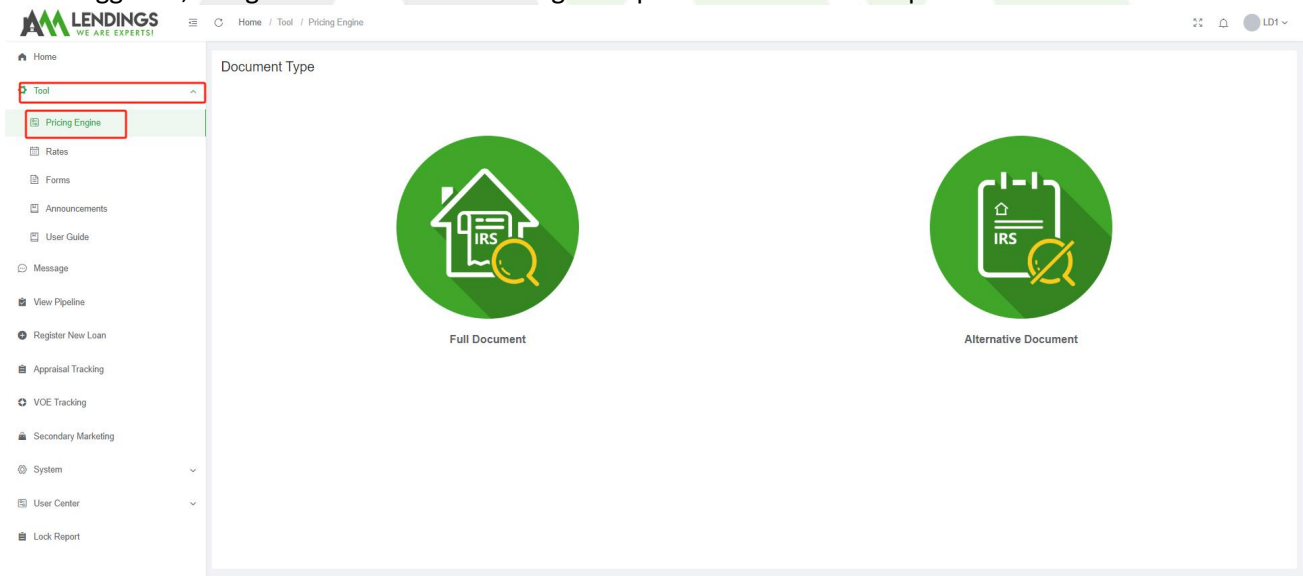 LENDINGS
WE ARE EXPERTS!
Home / Tool / Pricing Engine
LD1
Home
Tool
Pricing Engine
Rates
Forms
Announcements
User Guide
Message
View Pipeline
Register New Loan
Appraisal Tracking
VOE Tracking
Secondary Marketing
System
User Center
Lock Report
Document Type
IRS
Full Document
IRS
Alternative Document